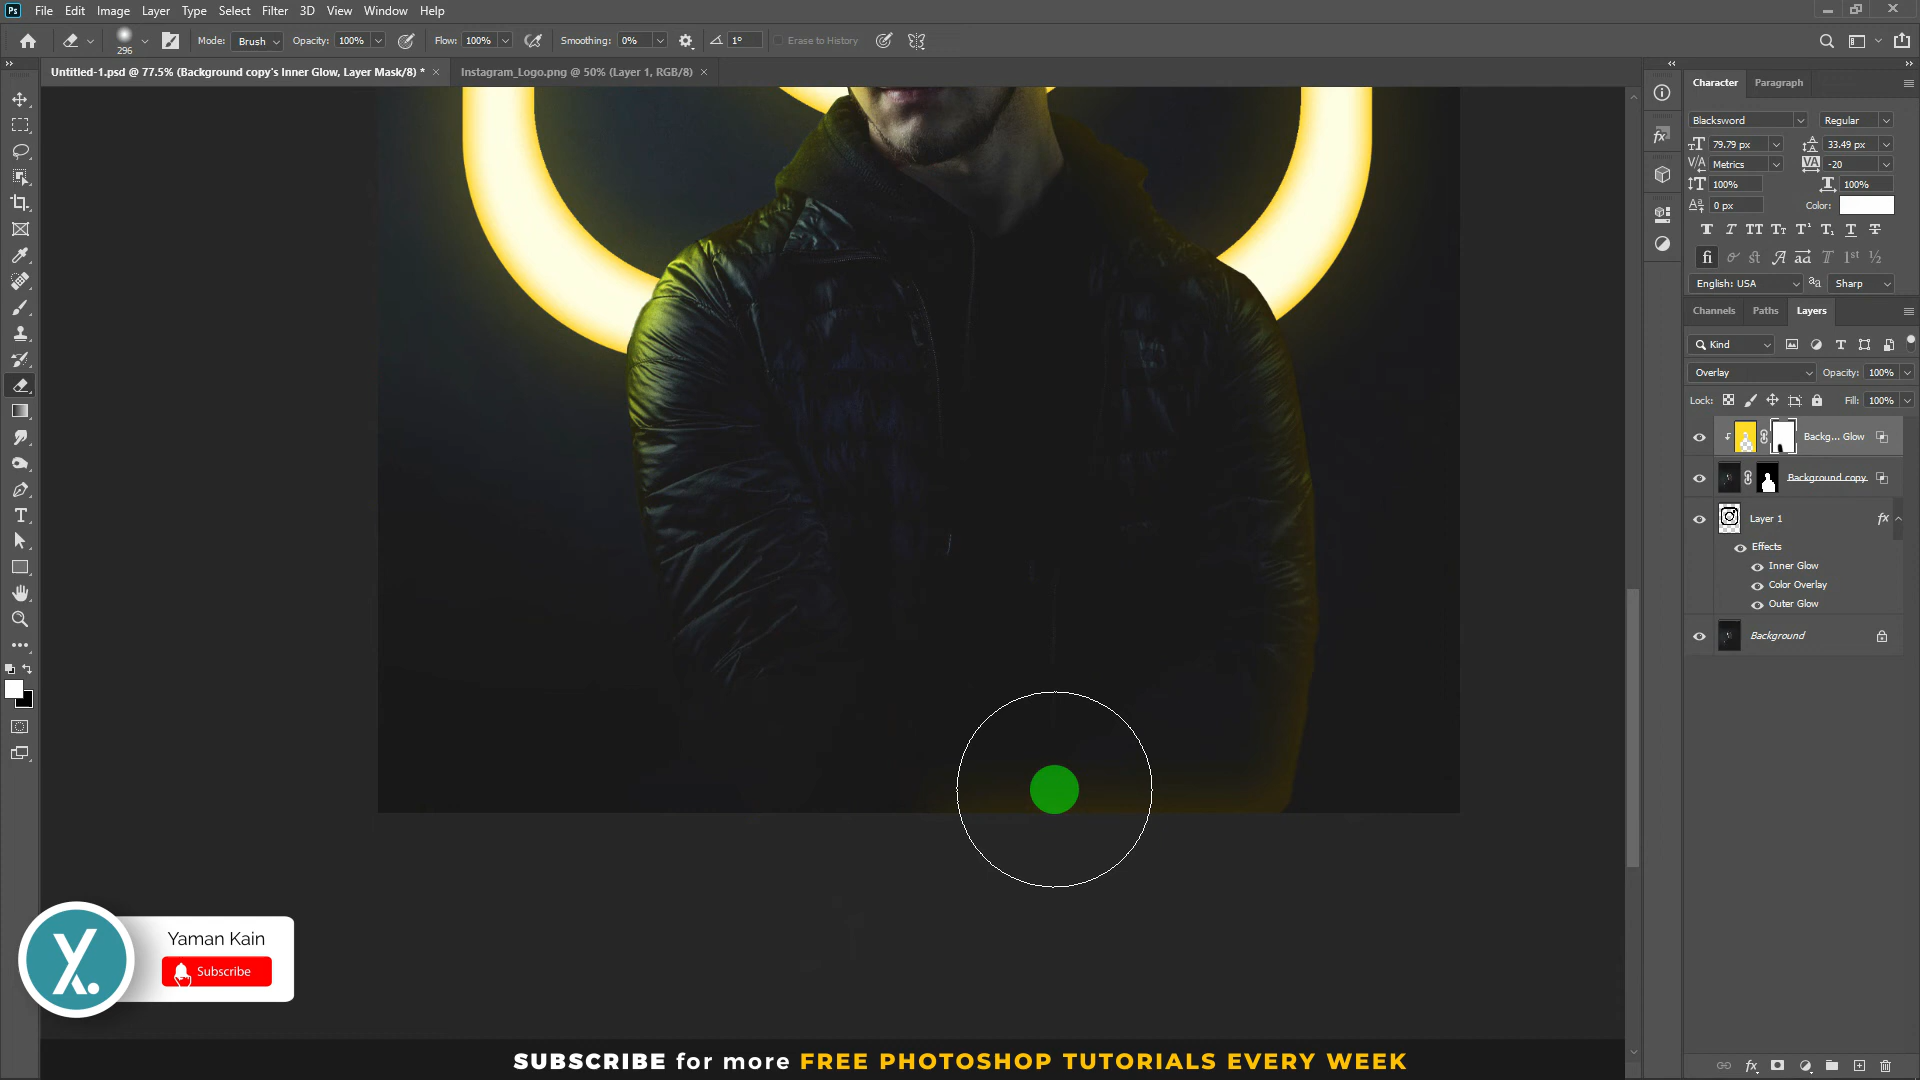 File Edit Image Layer Type Select Filter 3D View Window Help
296 Mode: Brush Opacity: 100% Flow: 100% Smoothing: 0% 1° Erase to History
Untitled-1.psd @ 77.5% (Background copy's Inner Glow, Layer Mask/8) * Instagram_Logo.png @ 50% (Layer 1, RGB/8)
Character Paragraph
Blacksword Regular
79.79 px 33.49 px
Metrics -20
100% 100%
0 px Color:
English: USA Sharp
Channels Paths Layers
Kind
Overlay Opacity: 100%
Lock: Fill: 100%
Backg... Glow
Background copy
Layer 1 fx
Effects
Inner Glow
Color Overlay
Outer Glow
Background
Yaman Kain
Subscribe
SUBSCRIBE for more FREE PHOTOSHOP TUTORIALS EVERY WEEK